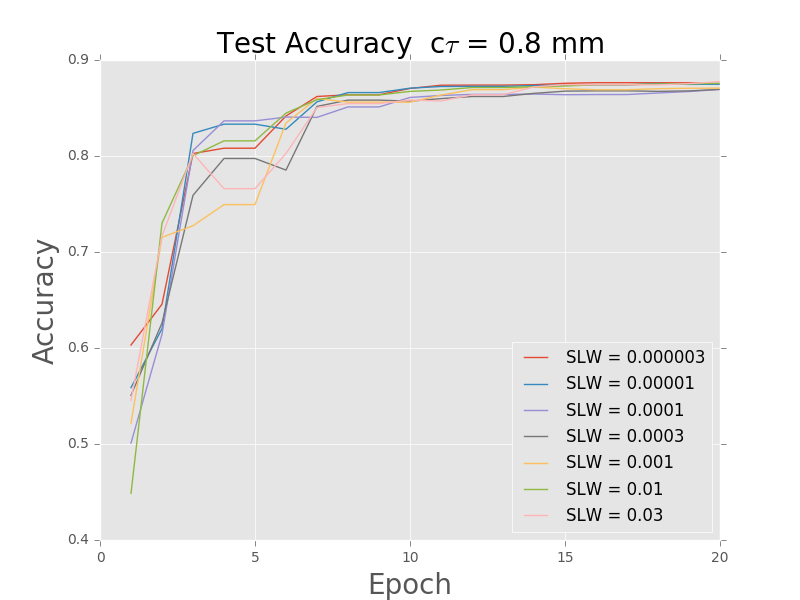 Test Accuracy cτ = 0.8 mm
0.9
0.8
0.7
0.6
0.5
0.4
Accuracy
SLW = 0.000003
SLW = 0.00001
SLW = 0.0001
SLW = 0.0003
SLW = 0.001
SLW = 0.01
SLW = 0.03
0 5 10 15 20
Epoch